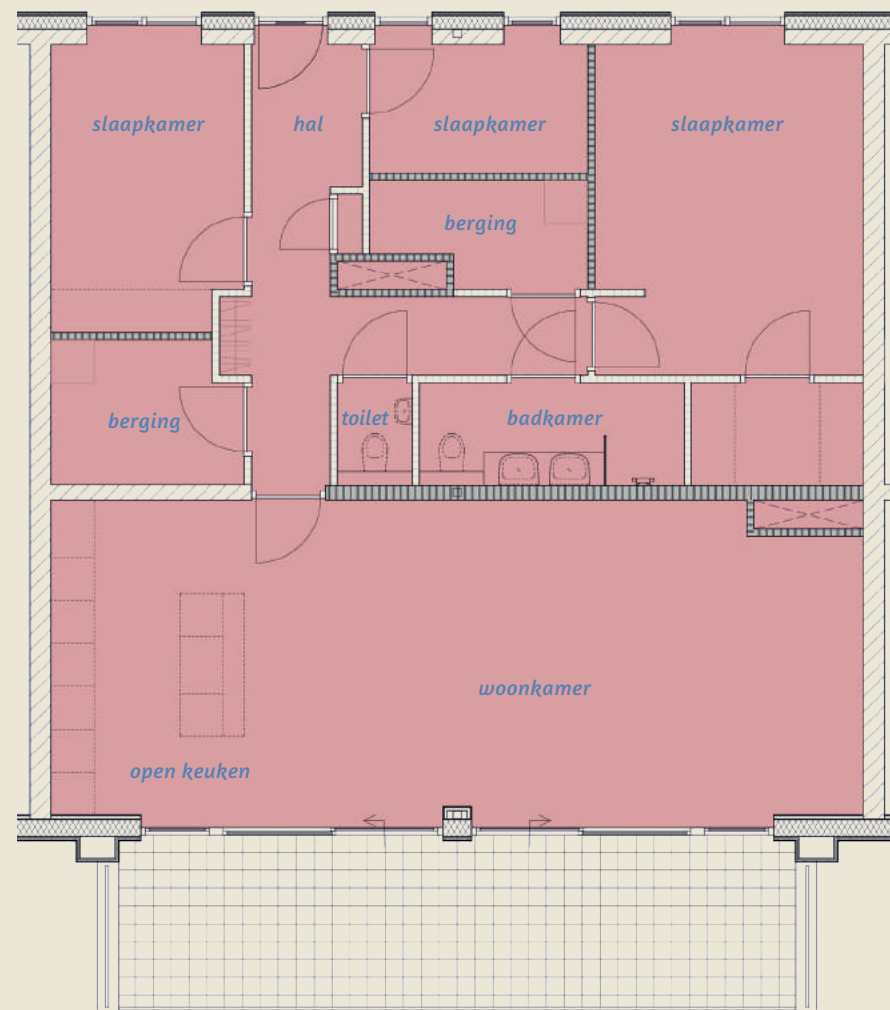 slaapkamer
hal
slaapkamer
slaapkamer
berging
berging
toilet
badkamer
woonkamer
open keuken